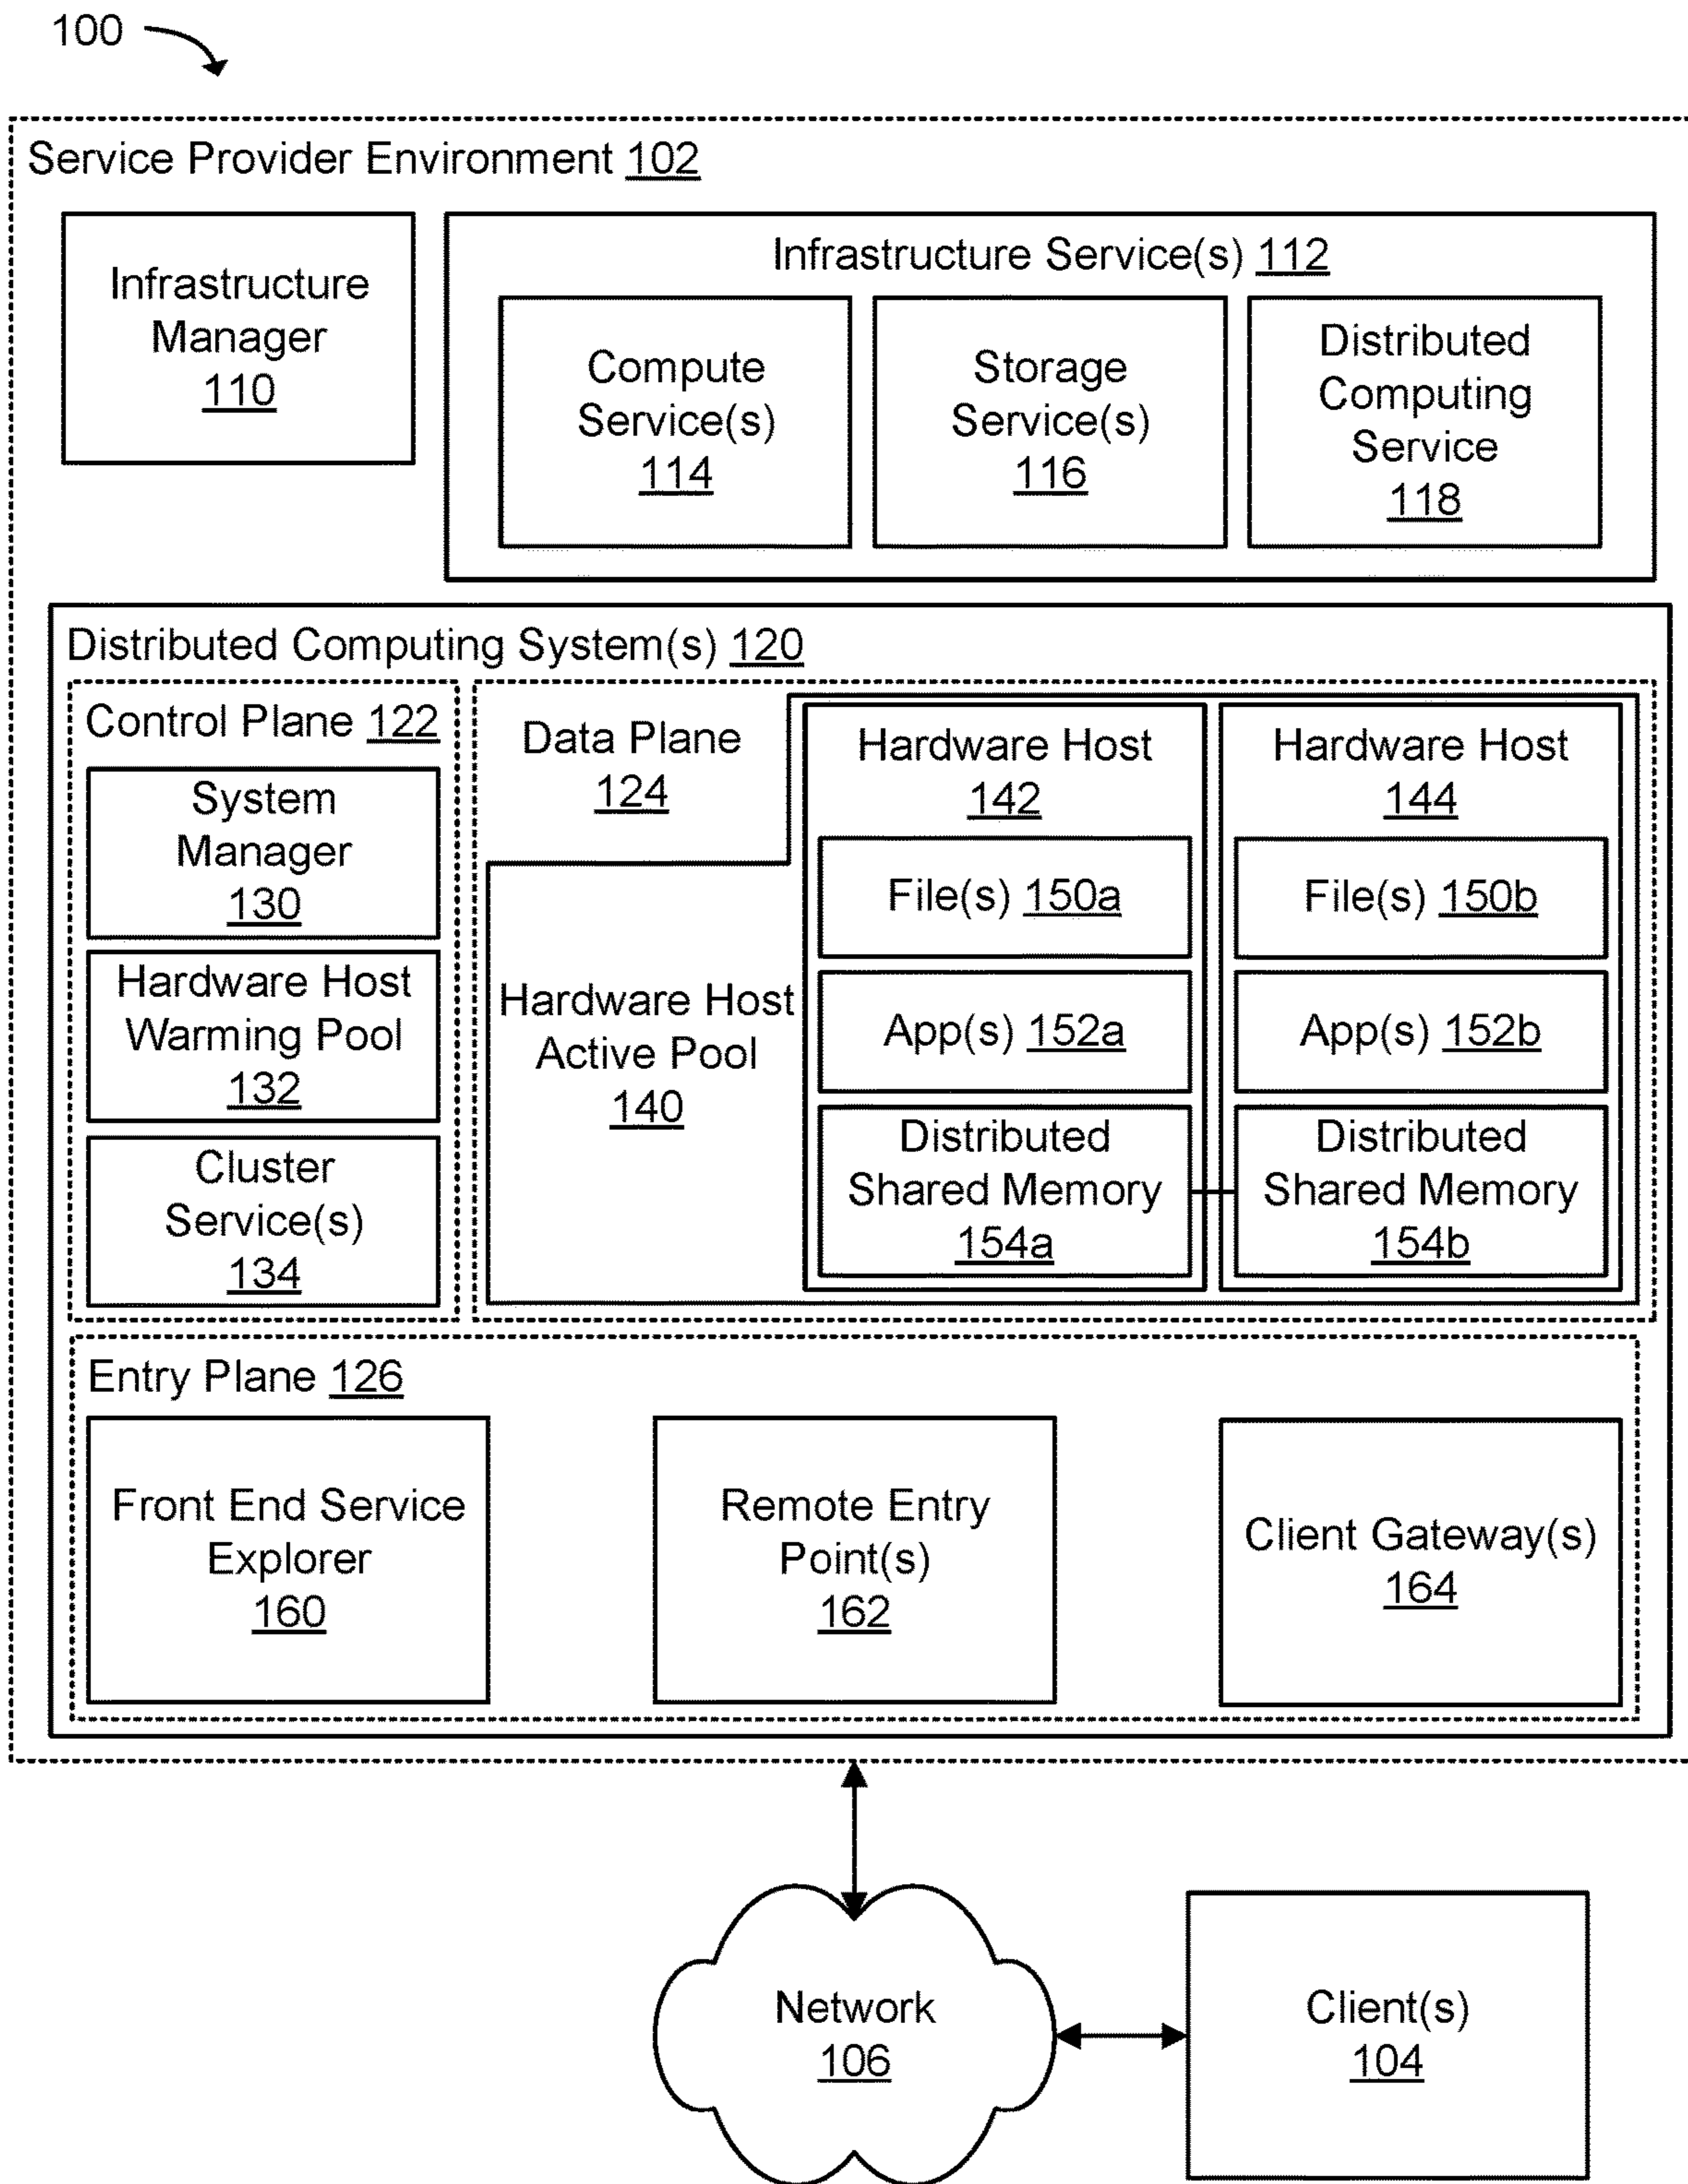 100
Service Provider Environment 102
Infrastructure
Manager
110
Infrastructure Service(s) 112
Compute
Service(s)
114
Storage
Service(s)
116
Distributed
Computing
Service
118
Distributed Computing System(s) 120
Control Plane 122
System
Manager
130
Hardware Host
Warming Pool
132
Cluster
Service(s)
134
Data Plane
124
Hardware Host
Active Pool
140
Hardware Host
142
File(s) 150a
App(s) 152a
Distributed
Shared Memory
154a
Hardware Host
144
File(s) 150b
App(s) 152b
Distributed
Shared Memory
154b
Entry Plane 126
Front End Service
Explorer
160
Remote Entry
Point(s)
162
Client Gateway(s)
164
Network
106
Client(s)
104